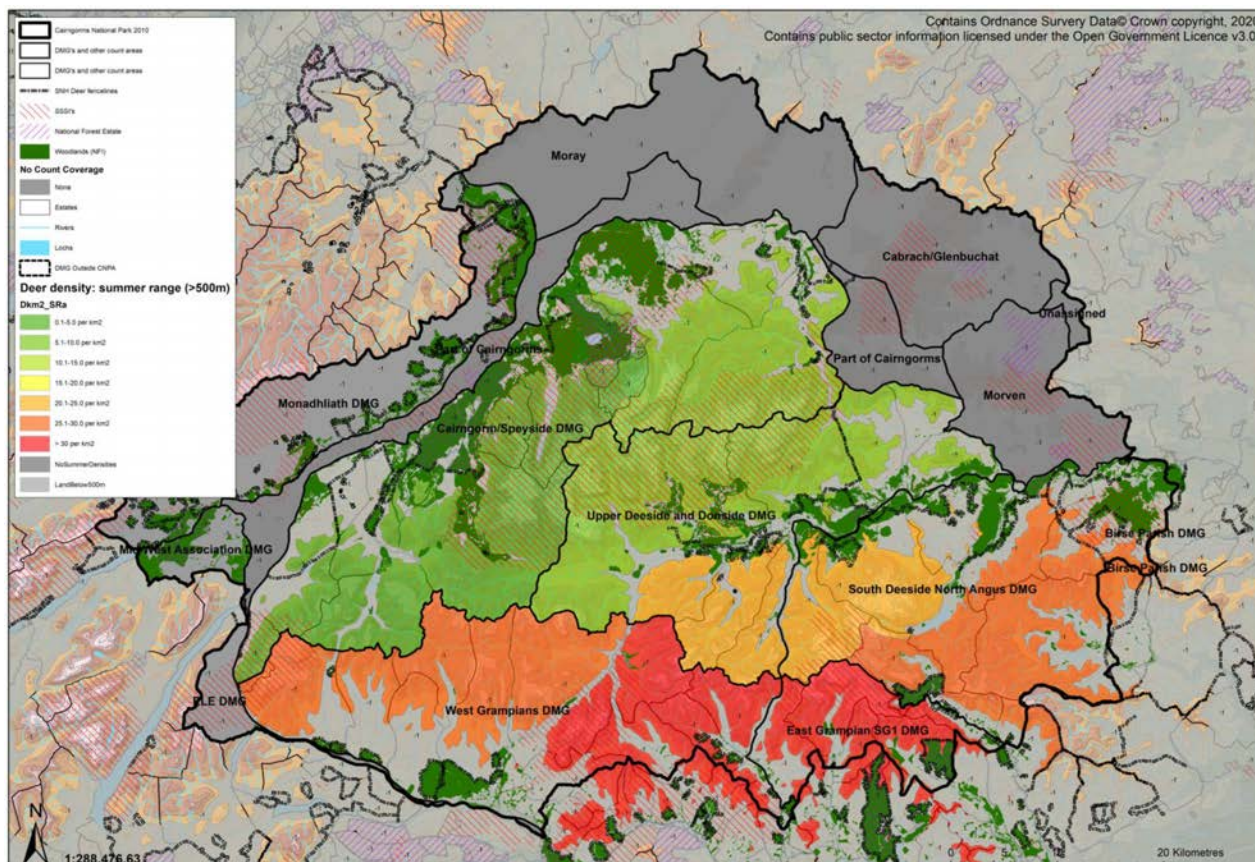 Contains Ordnance Survery Data© Crown copyright, 2020
Contains public sector information licensed under the Open Government Licence v3.0
Cairngorms National Park 2010
DMG's and other count areas
DMG's and other count areas
SNH Deer fencelines
SSSI's
National Forest Estate
Woodlands (NFI)
No Count Coverage
None
Estates
Rivers
Lochs
DMG Outside CNPA
Deer density: summer range (>500m)
Dkm2_SRa
0.1-5.0 per km2
5.1-10.0 per km2
10.1-15.0 per km2
15.1-20.0 per km2
20.1-25.0 per km2
25.1-30.0 per km2
> 30 per km2
NoSummerDensities
LandBelow500m
Moray
Cabrach/Glenbuchat
Unassigned
Part of Cairngorms
Part of Cairngorms
Morven
Monadhliath DMG
Cairngorm/Speyside DMG
Upper Deeside and Donside DMG
Mid West Association DMG
Birse Parish DMG
Birse Parish DMG
South Deeside North Angus DMG
ELE DMG
West Grampians DMG
East Grampian SG1 DMG
N
1:288,476.63
0 5 10 20 Kilometres